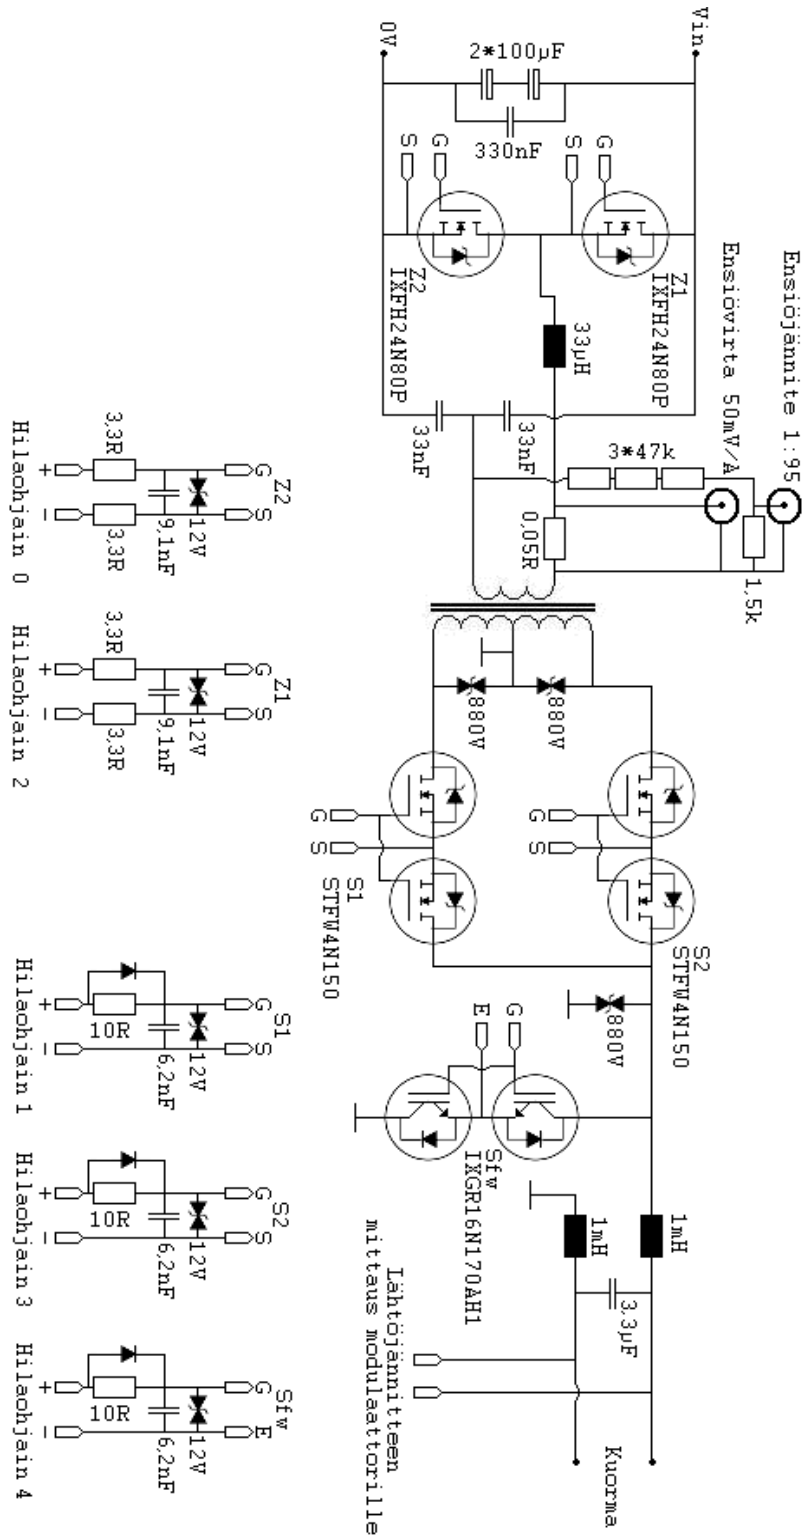 Vin
0V
2*100µF
330nF
G
S
G
S
Z1
IXFH24N80P
Z2
IXFH24N80P
Ensiöjännite 1:95
Ensiövirta 50mV/A
33µH
33nF
33nF
3*47k
0,05R
1,5k
880V
880V
G
S
S2
STFW4N150
G
S
S1
STFW4N150
880V
G
E
Sfw
IXGR16N170AH1
1mH
1mH
3,3µF
Lähtöjännitteen
mittaus modulaattorille
Kuorma
Z2
G
S
12V
9,1nF
3,3R
3,3R
+
-
Hilaohjain 0
Z1
G
S
12V
9,1nF
3,3R
3,3R
+
-
Hilaohjain 2
S1
G
S
12V
6,2nF
10R
+
-
Hilaohjain 1
S2
G
S
12V
6,2nF
10R
+
-
Hilaohjain 3
Sfw
G
E
12V
6,2nF
10R
+
-
Hilaohjain 4